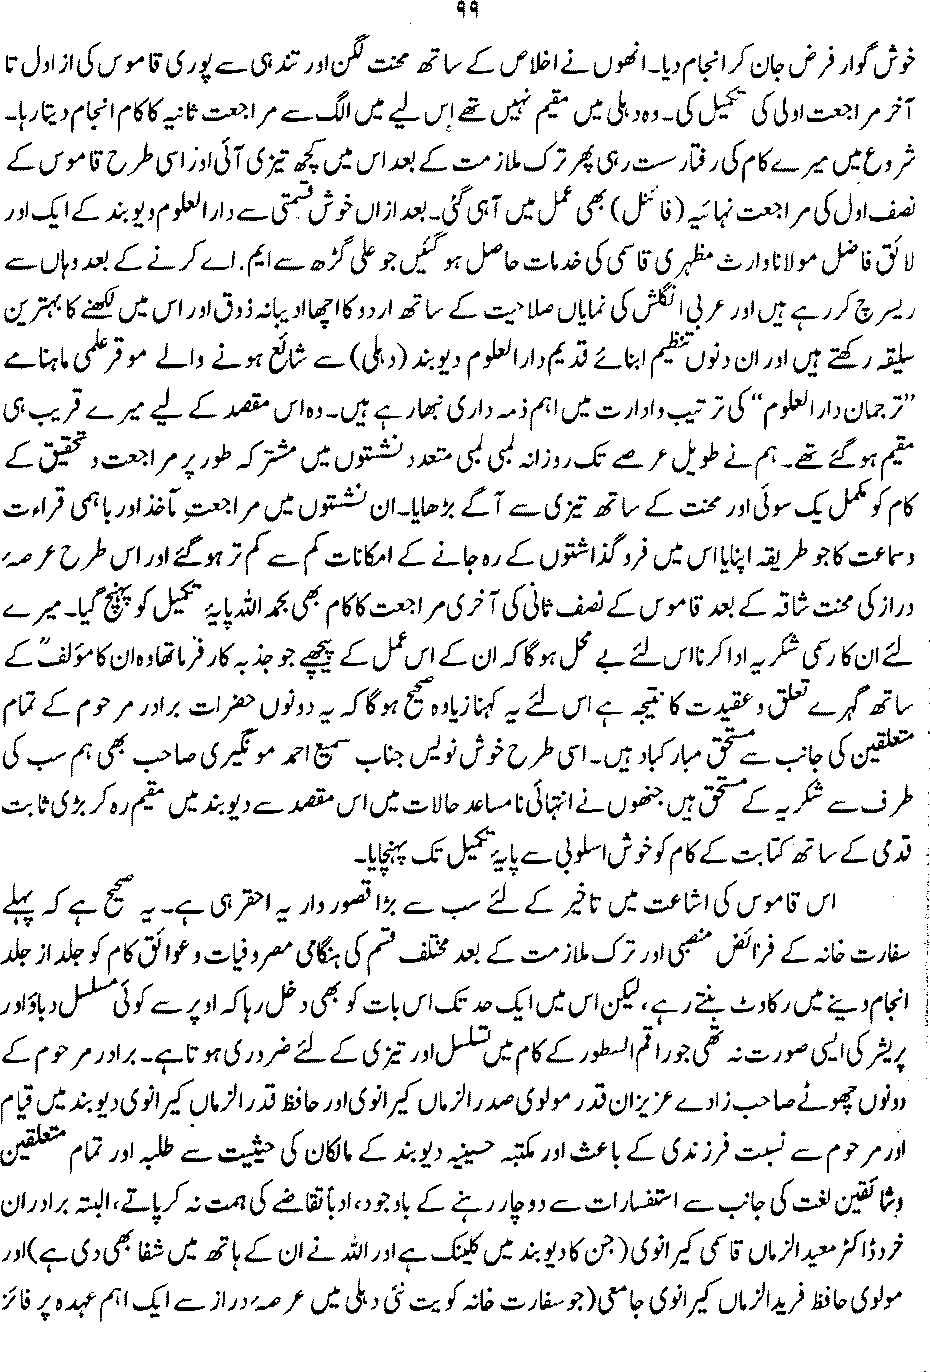 ۹۹
خوش گوار فرض جان کر انجام دیا۔ انھوں نے اخلاص کے ساتھ محنت لگن اور تندہی سے پوری قاموس کی از اول تا
آخر مراجعت اولی کی تکمیل کی۔ وہ دہلی میں مقیم نہیں تھے اس لیے میں الگ سے مراجعت ثانیہ کا کام انجام دیتا رہا۔
شروع میں میرے کام کی رفتار سست رہی پھر ترک ملازمت کے بعد اس میں کچھ تیزی آئی اور اسی طرح قاموس کے
نصف اول کی مراجعت نہائیہ (فائنل) بھی عمل میں آ ہی گئی۔ بعد ازاں خوش قسمتی سے دارالعلوم دیوبند کے ایک اور
لائق فاضل مولانا وارث مظہری قاسمی کی خدمات حاصل ہو گئیں جو علی گڑھ سے ایم. اے کرنے کے بعد وہاں سے
ریسرچ کر رہے ہیں اور عربی انگلش کی نمایاں صلاحیت کے ساتھ اردو کا اچھا ادیبانہ ذوق اور اس میں لکھنے کا بہترین
سلیقہ رکھتے ہیں اور ان دنوں تنظیم ابنائے قدیم دارالعلوم دیوبند (دہلی) سے شائع ہونے والے موقر علمی ماہنامے
”ترجمان دارالعلوم“ کی ترتیب وادارت میں اہم ذمہ داری نبھا رہے ہیں۔ وہ اس مقصد کے لیے میرے قریب ہی
مقیم ہو گئے تھے۔ ہم نے طویل عرصے تک روزانہ لمبی لمبی متعدد نشستوں میں مشترکہ طور پر مراجعت و تحقیق کے
کام کو مکمل یک سوئی اور محنت کے ساتھ تیزی سے آگے بڑھایا۔ ان نشستوں میں مراجعتِ مآخذ اور باہمی قراءت
وسماعت کا جو طریقہ اپنایا اس میں فروگذاشتوں کے رہ جانے کے امکانات کم سے کم تر ہو گئے اور اس طرح عرصۂ
دراز کی محنت شاقہ کے بعد قاموس کے نصف ثانی کی آخری مراجعت کا کام بھی بحمد اللہ پایۂ تکمیل کو پہنچ گیا۔ میرے
لئے ان کا رسمی شکریہ ادا کرنا اس لئے بے محل ہوگا کہ ان کے اس عمل کے پیچھے جو جذبہ کارفرما تھا وہ ان کا مؤلفؒ کے
ساتھ گہرے تعلق و عقیدت کا نتیجہ ہے اس لئے یہ کہنا زیادہ صحیح ہوگا کہ یہ دونوں حضرات برادر مرحوم کے تمام
متعلقین کی جانب سے مستحق مبارکباد ہیں۔ اسی طرح خوش نویس جناب سمیع احمد مونگیری صاحب بھی ہم سب کی
طرف سے شکریہ کے مستحق ہیں جنھوں نے انتہائی نامساعد حالات میں اس مقصد سے دیوبند میں مقیم رہ کر بڑی ثابت
قدمی کے ساتھ کتابت کے کام کو خوش اسلوبی سے پایۂ تکمیل تک پہنچایا۔
اس قاموس کی اشاعت میں تاخیر کے لئے سب سے بڑا قصور وار یہ احقر ہی ہے۔ یہ صحیح ہے کہ پہلے
سفارت خانہ کے فرائض منصبی اور ترک ملازمت کے بعد مختلف قسم کی ہنگامی مصروفیات و عوائق کام کو جلد از جلد
انجام دینے میں رکاوٹ بنتے رہے، لیکن اس میں ایک حد تک اس بات کو بھی دخل رہا کہ اوپر سے کوئی مسلسل دباؤ اور
پریشر کی ایسی صورت نہ تھی جو راقم السطور کے کام میں تسلسل اور تیزی کے لئے ضروری ہوتا ہے۔ برادر مرحوم کے
دونوں چھوٹے صاحب زادے عزیزان قدر مولوی صدر الزماں کیرانوی اور حافظ قدر الزماں کیرانوی دیوبند میں قیام
اور مرحوم سے نسبت فرزندی کے باعث اور مکتبہ حسینیہ دیوبند کے مالکان کی حیثیت سے طلبہ اور تمام متعلقین
وشائقین لغت کی جانب سے استفسارات سے دوچار رہنے کے باوجود، ادباً تقاضے کی ہمت نہ کر پاتے، البتہ برادران
خرد ڈاکٹر معید الزماں قاسمی کیرانوی (جن کا دیوبند میں کلینک ہے اور اللہ نے ان کے ہاتھ میں شفا بھی دی ہے) اور
مولوی حافظ فرید الزماں کیرانوی جامعی (جو سفارت خانہ کویت نئی دہلی میں عرصۂ دراز سے ایک اہم عہدہ پر فائز